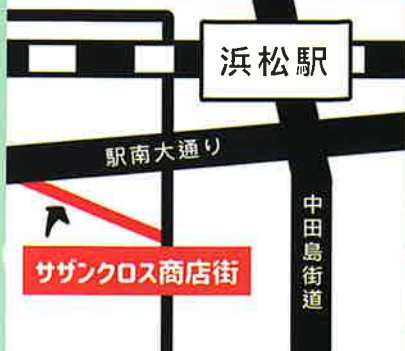 浜松駅
駅南大通り
中田島街道
サザンクロス商店街